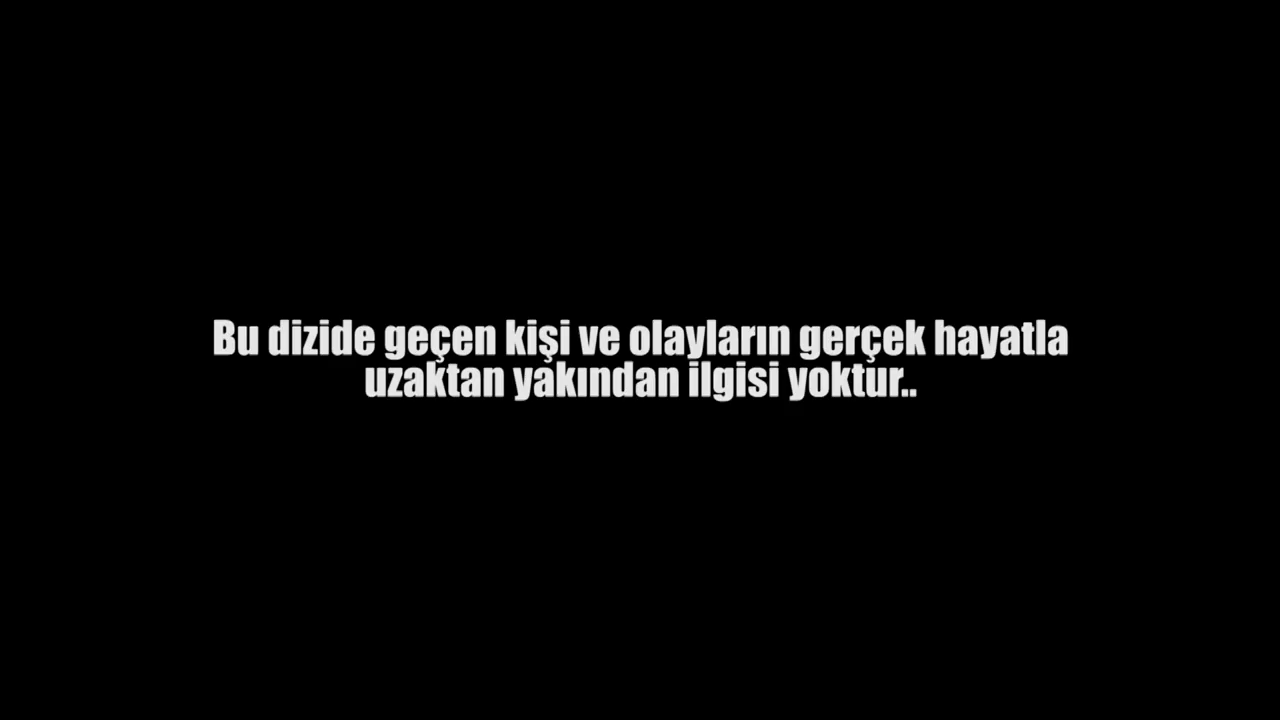 Bu dizide geçen kişi ve olayların gerçek hayatla
uzaktan yakından ilgisi yoktur..